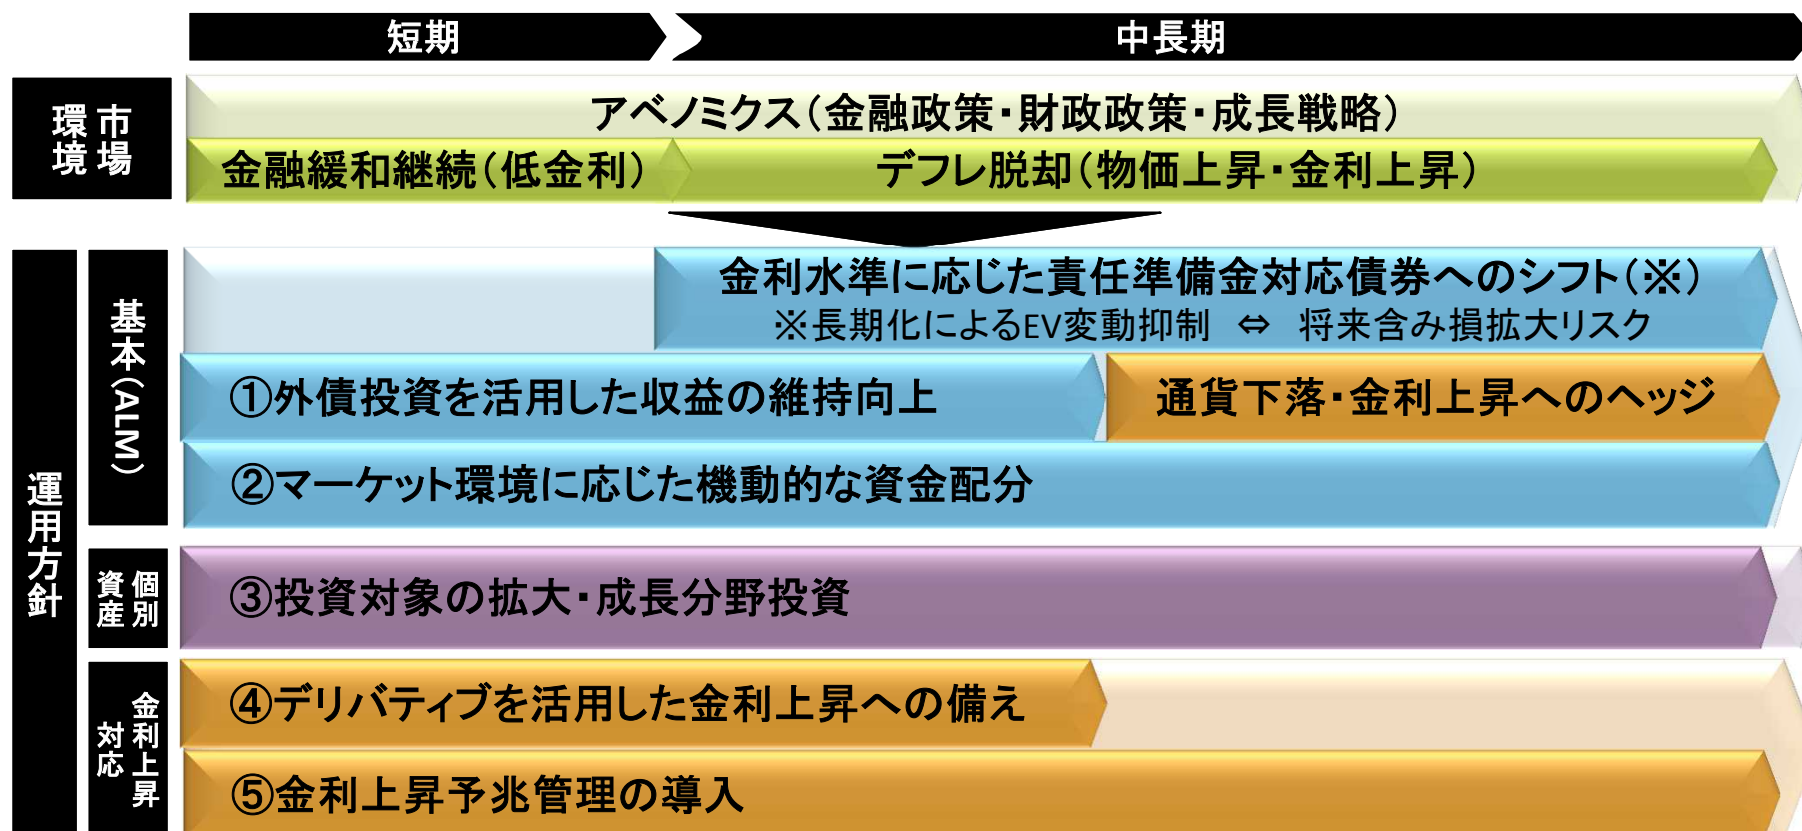 短期
中長期
市場環境
アベノミクス（金融政策・財政政策・成長戦略）
金融緩和継続（低金利）
デフレ脱却（物価上昇・金利上昇）
運用方針
基本（ALM）
金利水準に応じた責任準備金対応債券へのシフト（※）
※長期化によるEV変動抑制　⇔　将来含み損拡大リスク
①外債投資を活用した収益の維持向上
通貨下落・金利上昇へのヘッジ
②マーケット環境に応じた機動的な資金配分
個別資産
③投資対象の拡大・成長分野投資
金利上昇対応
④デリバティブを活用した金利上昇への備え
⑤金利上昇予兆管理の導入